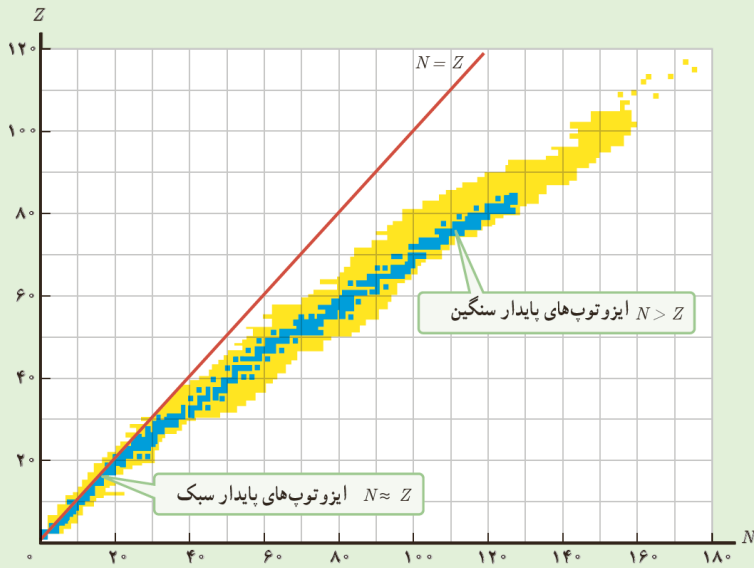 Z
۱۲۰
N = Z
۱۰۰
۸۰
۶۰
ایزوتوپ‌های پایدار سنگین N > Z
۴۰
۲۰
ایزوتوپ‌های پایدار سبک N ≈ Z
۰ ۲۰ ۴۰ ۶۰ ۸۰ ۱۰۰ ۱۲۰ ۱۴۰ ۱۶۰ ۱۸۰ N